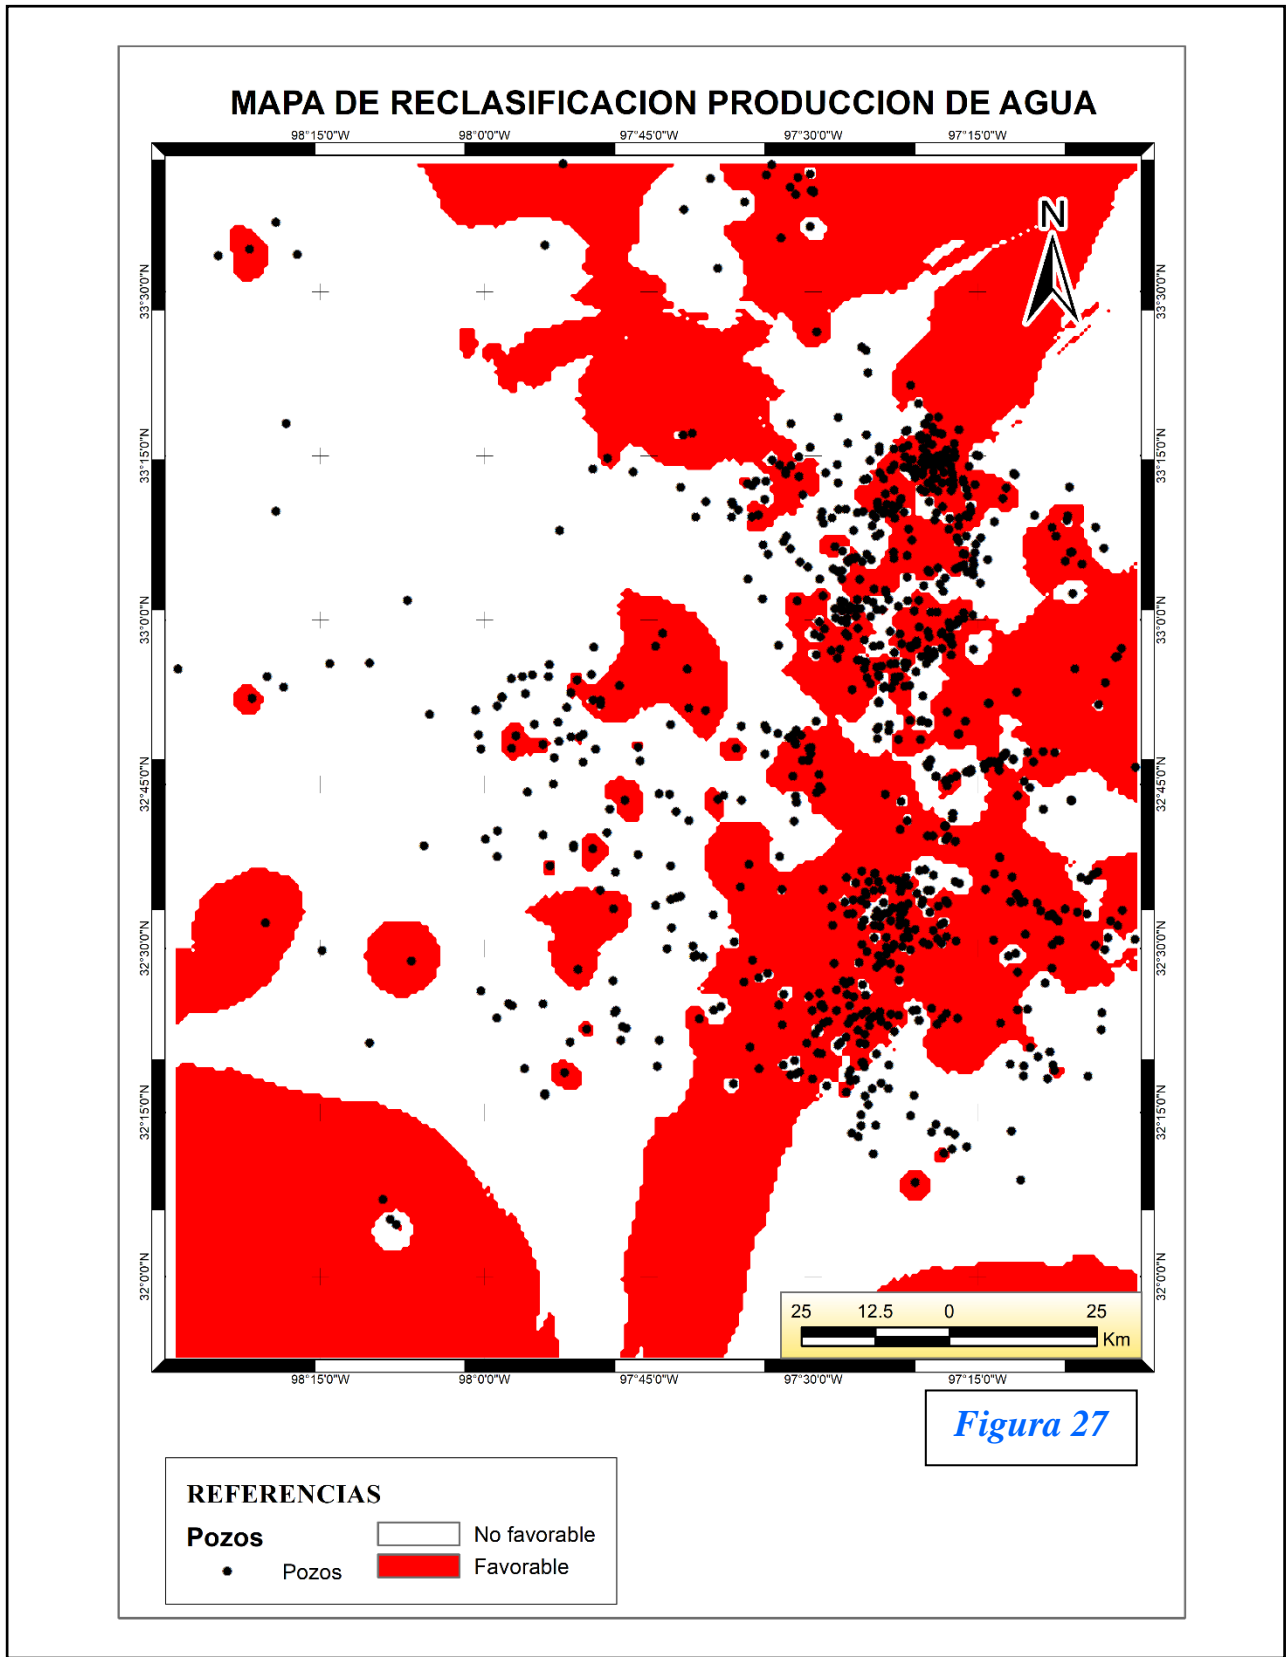 MAPA DE RECLASIFICACION PRODUCCION DE AGUA
98°15'0"W 98°0'0"W 97°45'0"W 97°30'0"W 97°15'0"W
N
33°30'0"N 33°30'0"N
33°15'0"N 33°15'0"N
33°0'0"N 33°0'0"N
32°45'0"N 32°45'0"N
32°30'0"N 32°30'0"N
32°15'0"N 32°15'0"N
32°0'0"N 32°0'0"N
25 12.5 0 25
Km
98°15'0"W 98°0'0"W 97°45'0"W 97°30'0"W 97°15'0"W
Figura 27
REFERENCIAS
Pozos
Pozos
No favorable
Favorable